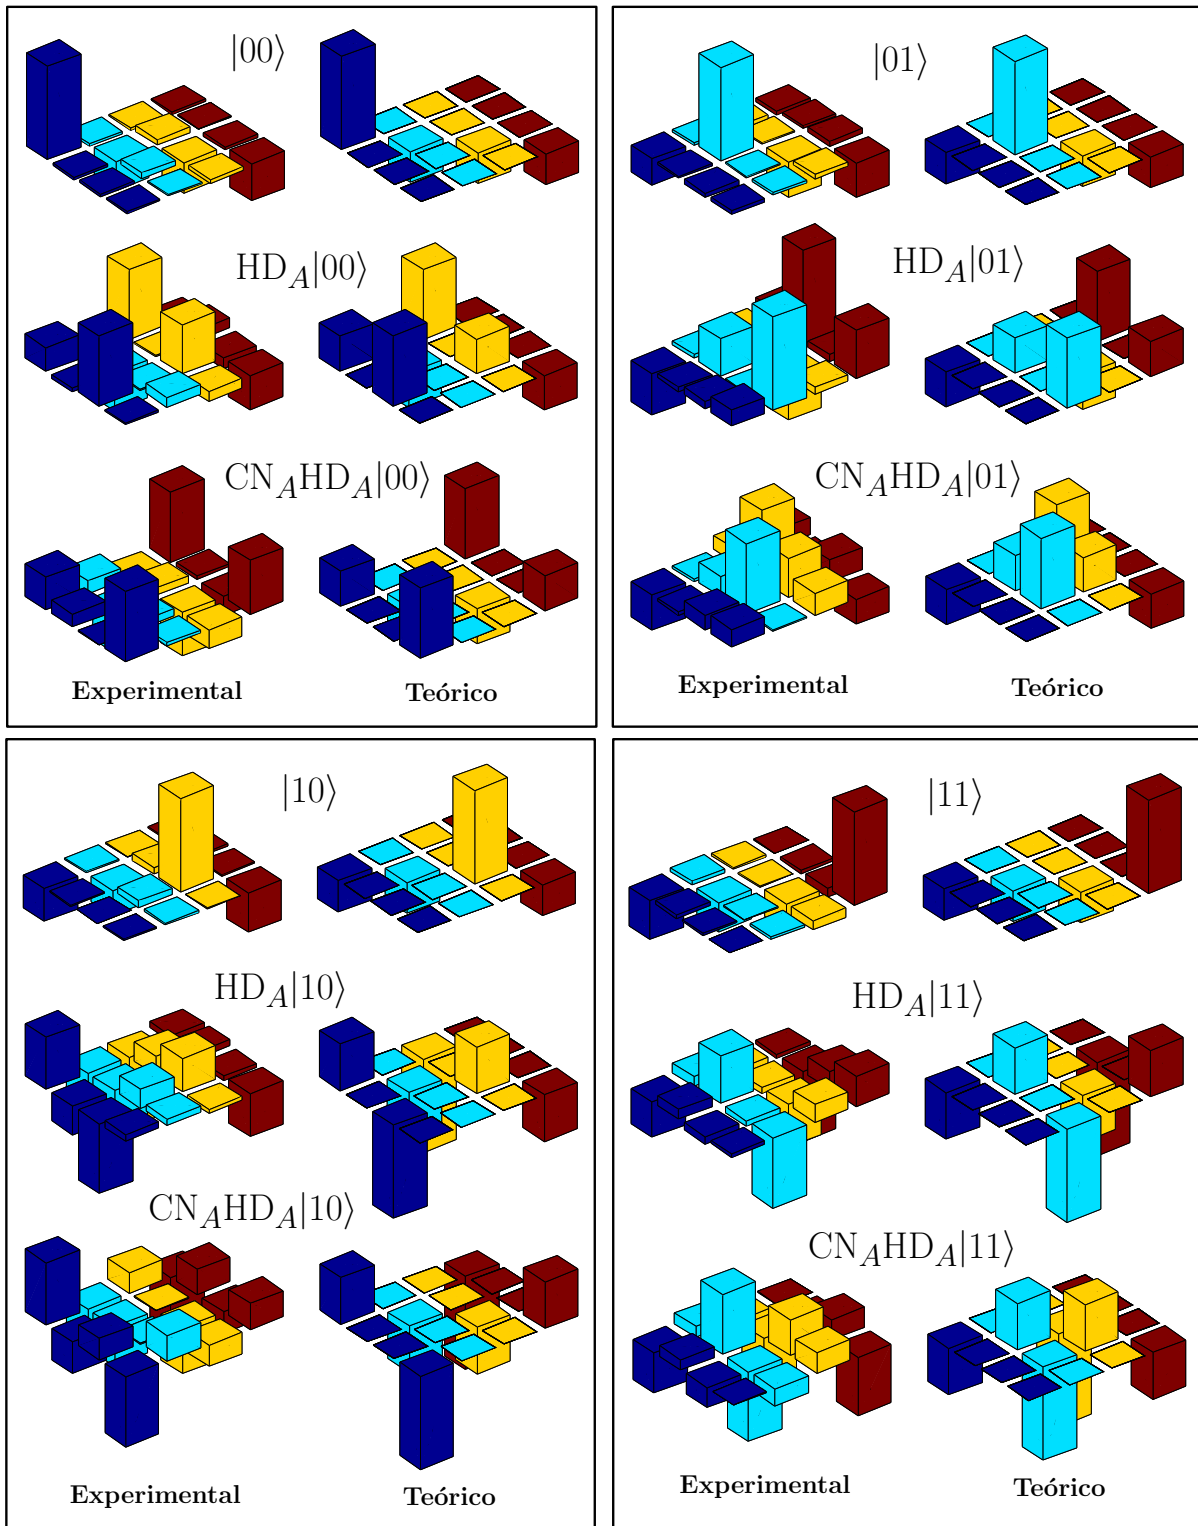 |00⟩
HD_A|00⟩
CN_AHD_A|00⟩
Experimental Teórico
|01⟩
HD_A|01⟩
CN_AHD_A|01⟩
Experimental Teórico
|10⟩
HD_A|10⟩
CN_AHD_A|10⟩
Experimental Teórico
|11⟩
HD_A|11⟩
CN_AHD_A|11⟩
Experimental Teórico